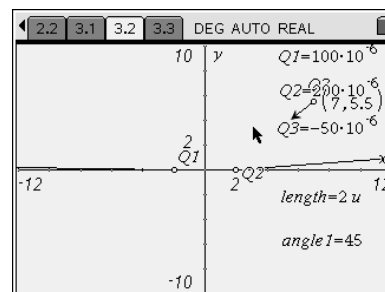 2.2 3.1 3.2 3.3 DEG AUTO REAL
10 y
Q1=100·10⁻⁶
Q2=200·10⁻⁶
Q3
(7,5.5)
Q3=-50·10⁻⁶
2
Q1
x
-12 2 Q2 12
length=2 u
angle1=45
-10